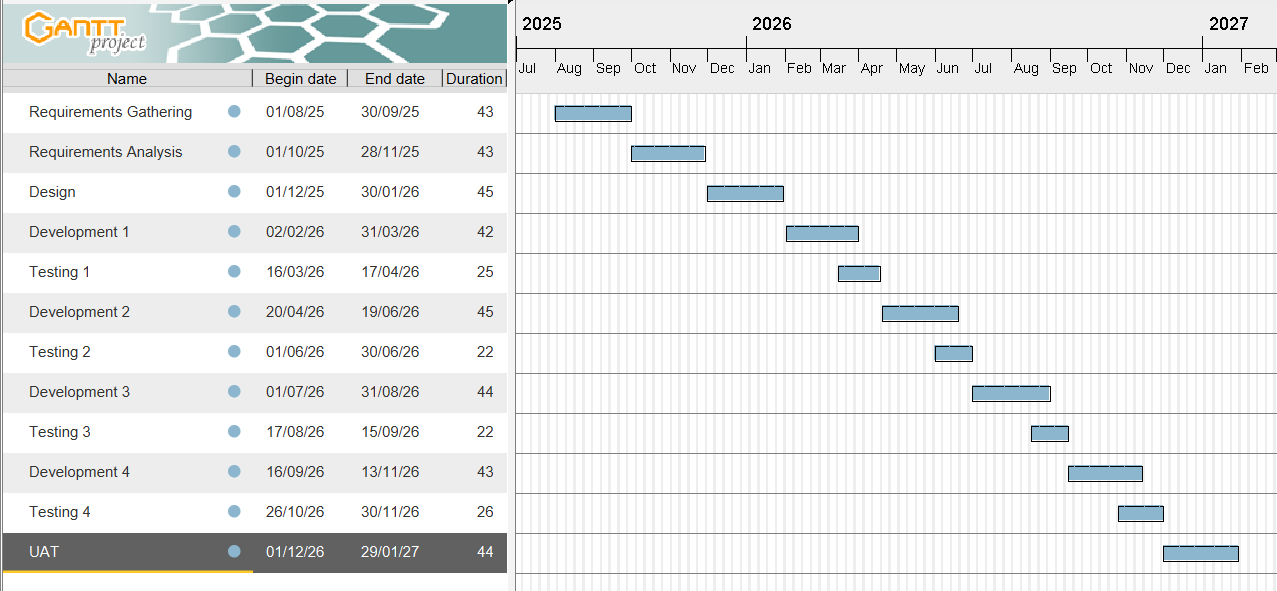 GANTT project
2025 2026 2027
Jul Aug Sep Oct Nov Dec Jan Feb Mar Apr May Jun Jul Aug Sep Oct Nov Dec Jan Feb
Name Begin date End date Duration
Requirements Gathering 01/08/25 30/09/25 43
Requirements Analysis 01/10/25 28/11/25 43
Design 01/12/25 30/01/26 45
Development 1 02/02/26 31/03/26 42
Testing 1 16/03/26 17/04/26 25
Development 2 20/04/26 19/06/26 45
Testing 2 01/06/26 30/06/26 22
Development 3 01/07/26 31/08/26 44
Testing 3 17/08/26 15/09/26 22
Development 4 16/09/26 13/11/26 43
Testing 4 26/10/26 30/11/26 26
UAT 01/12/26 29/01/27 44